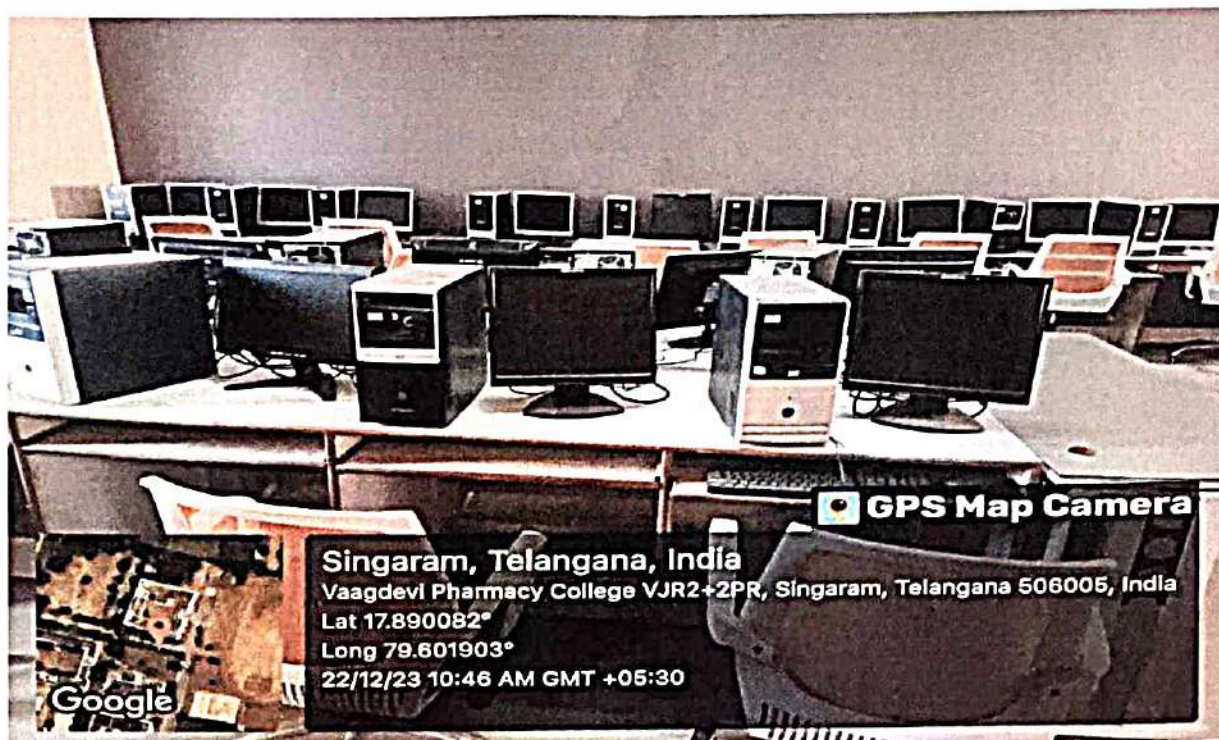 GPS Map Camera
Singaram, Telangana, India
Vaagdevi Pharmacy College VJR2+2PR, Singaram, Telangana 506005, India
Lat 17.890082°
Long 79.601903°
22/12/23 10:46 AM GMT +05:30
Google